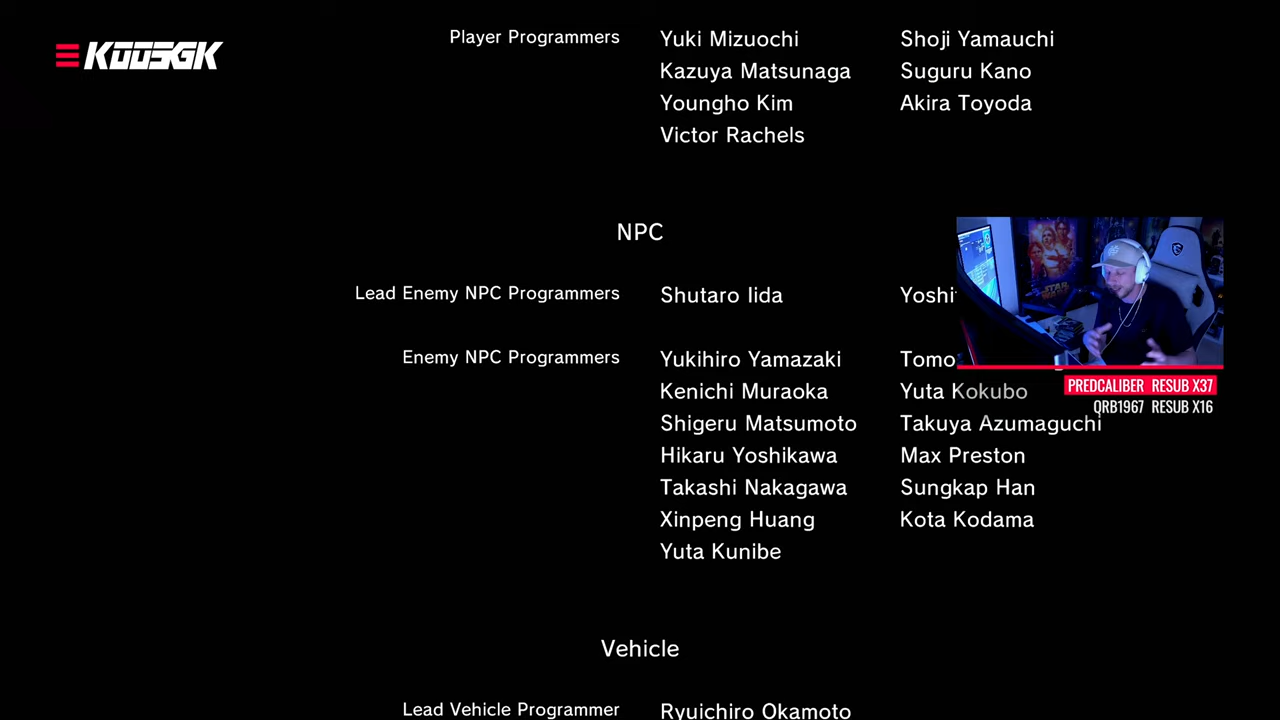 K00SGK
Player Programmers
Yuki Mizuochi
Shoji Yamauchi
Kazuya Matsunaga
Suguru Kano
Youngho Kim
Akira Toyoda
Victor Rachels
NPC
Lead Enemy NPC Programmers
Shutaro Iida
Enemy NPC Programmers
Yukihiro Yamazaki
Kenichi Muraoka
Yuta Kokubo
PREDCALIBER RESUB X37
QRB1967 RESUB X16
Shigeru Matsumoto
Takuya Azumaguchi
Hikaru Yoshikawa
Max Preston
Takashi Nakagawa
Sungkap Han
Xinpeng Huang
Kota Kodama
Yuta Kunibe
Vehicle
Lead Vehicle Programmer
Ryuichiro Okamoto